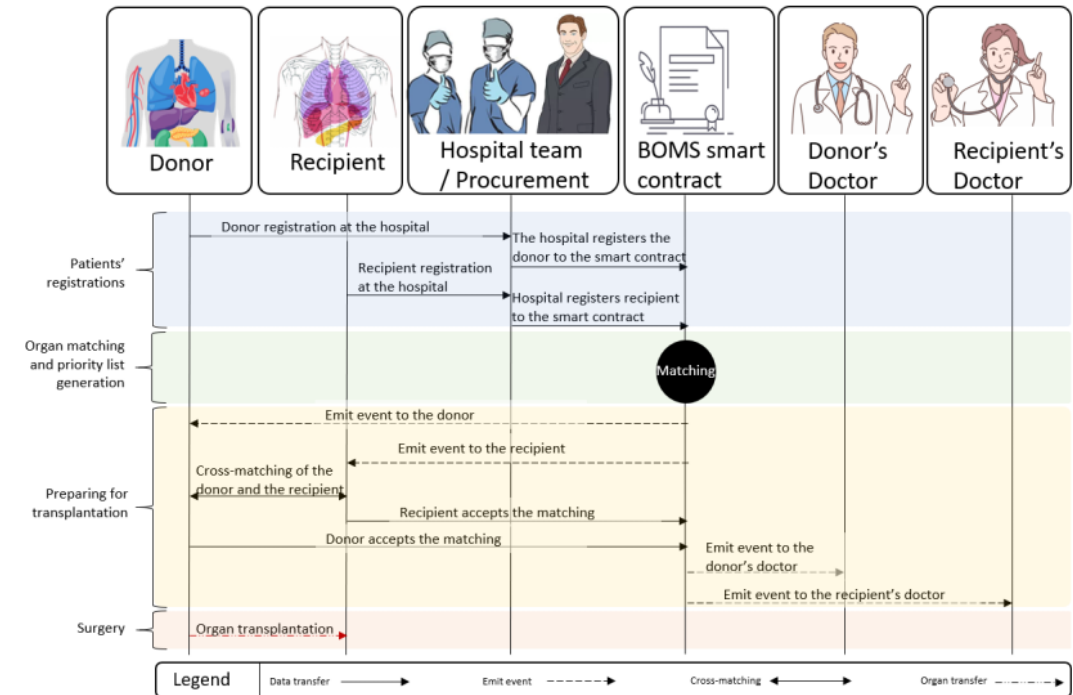 Donor
Recipient
Hospital team
/ Procurement
BOMS smart
contract
Donor's
Doctor
Recipient's
Doctor
Patients'
registrations
Donor registration at the hospital
The hospital registers the
donor to the smart contract
Recipient registration
at the hospital
Hospital registers recipient
to the smart contract
Organ matching
and priority list
generation
Matching
Preparing for
transplantation
Emit event to the donor
Emit event to the recipient
Cross-matching of the
donor and the recipient
Recipient accepts the matching
Donor accepts the matching
Emit event to the
donor's doctor
Emit event to the recipient's doctor
Surgery
Organ transplantation
Legend
Data transfer
Emit event
Cross-matching
Organ transfer